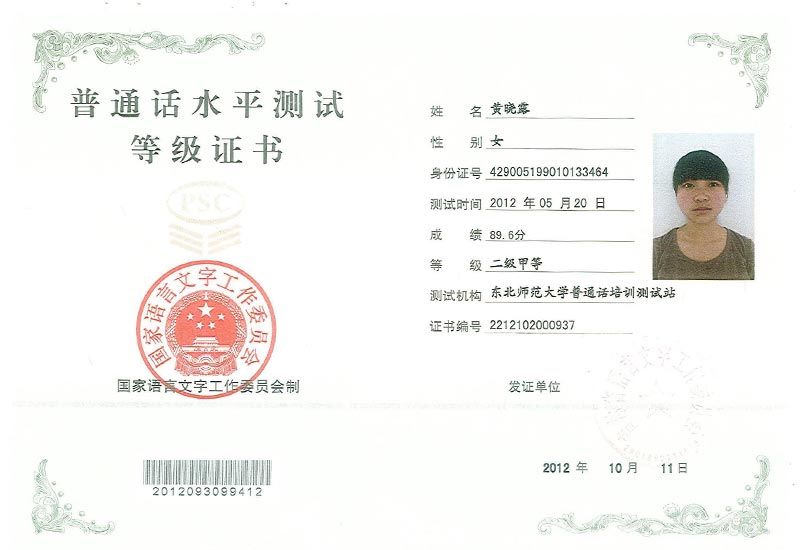 普通话水平测试
等级证书
PSC
国家语言文字工作委员会
国家语言文字工作委员会制
2012093099412
姓 名 黄晓露
性 别 女
身份证号 429005199010133464
测试时间 2012 年 05 月 20 日
成 绩 89.6分
等 级 二级甲等
测试机构 东北师范大学普通话培训测试站
证书编号 2212102000937
发证单位
2012 年 10 月 11 日